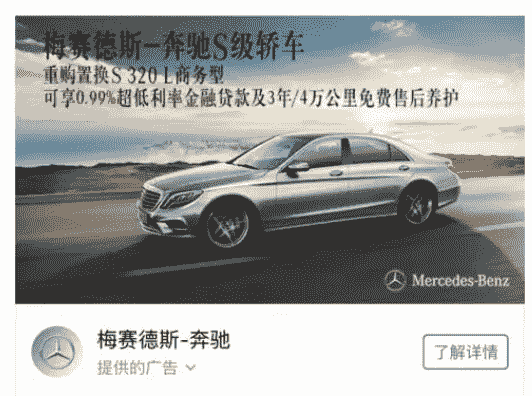 梅赛德斯-奔驰S级轿车
重购置换S 320 L商务型
可享0.99%超低利率金融贷款及3年/4万公里免费售后养护
Mercedes-Benz
梅赛德斯-奔驰
提供的广告
了解详情